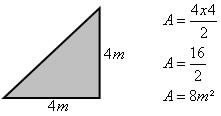 4m
4m
A = 4x4/2
A = 16/2
A = 8m²